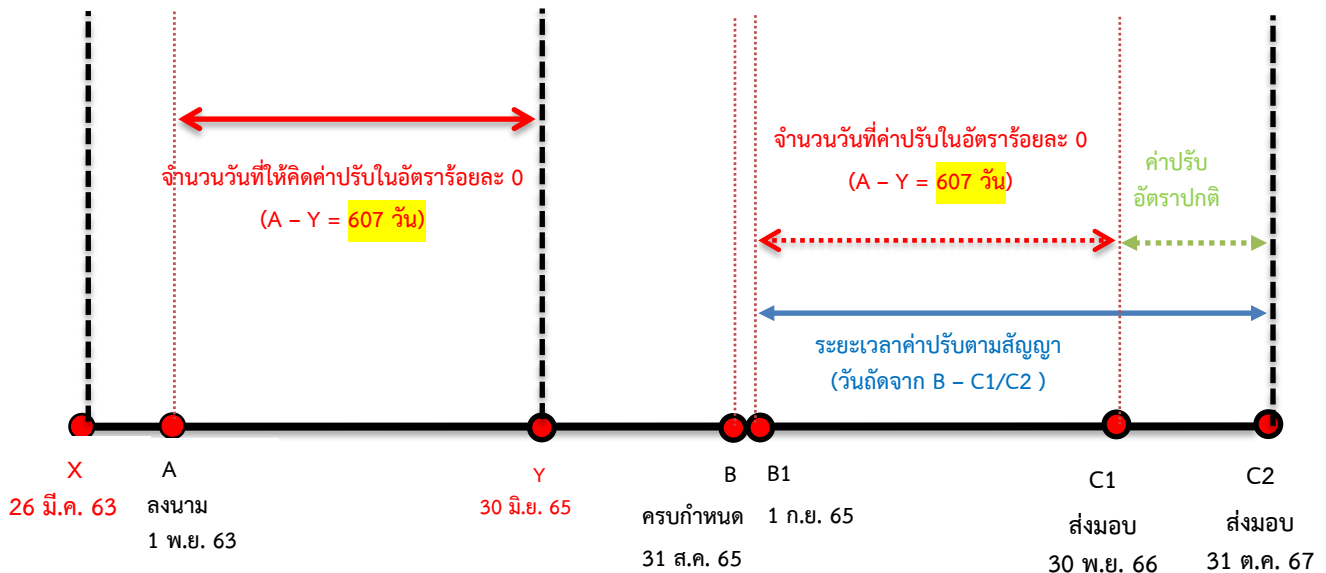 จำนวนวันที่ให้คิดค่าปรับในอัตราร้อยละ 0
(A – Y = 607 วัน)
จำนวนวันที่ค่าปรับในอัตราร้อยละ 0
(A – Y = 607 วัน)
ค่าปรับ
อัตราปกติ
ระยะเวลาค่าปรับตามสัญญา
(วันถัดจาก B – C1/C2 )
X
26 มี.ค. 63
A
ลงนาม
1 พ.ย. 63
Y
30 มิ.ย. 65
B
ครบกำหนด
31 ส.ค. 65
B1
1 ก.ย. 65
C1
ส่งมอบ
30 พ.ย. 66
C2
ส่งมอบ
31 ต.ค. 67